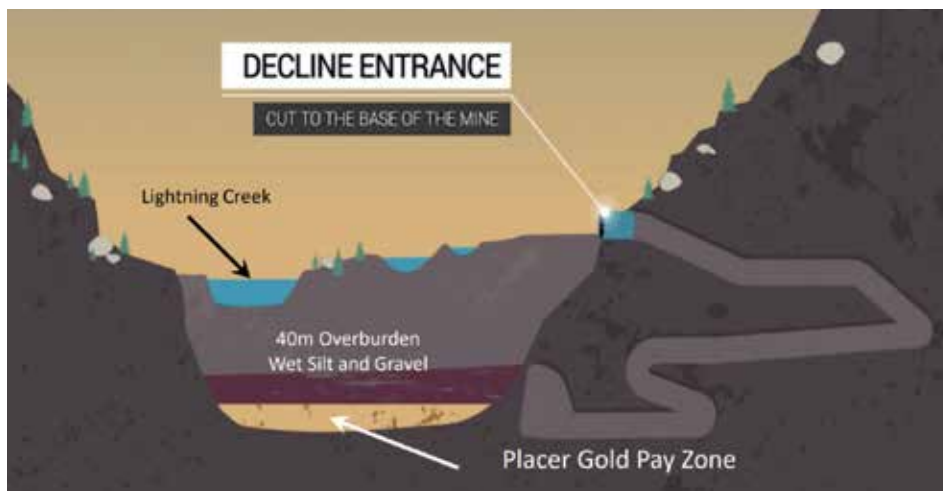 DECLINE ENTRANCE
CUT TO THE BASE OF THE MINE
Lightning Creek
40m Overburden
Wet Silt and Gravel
Placer Gold Pay Zone